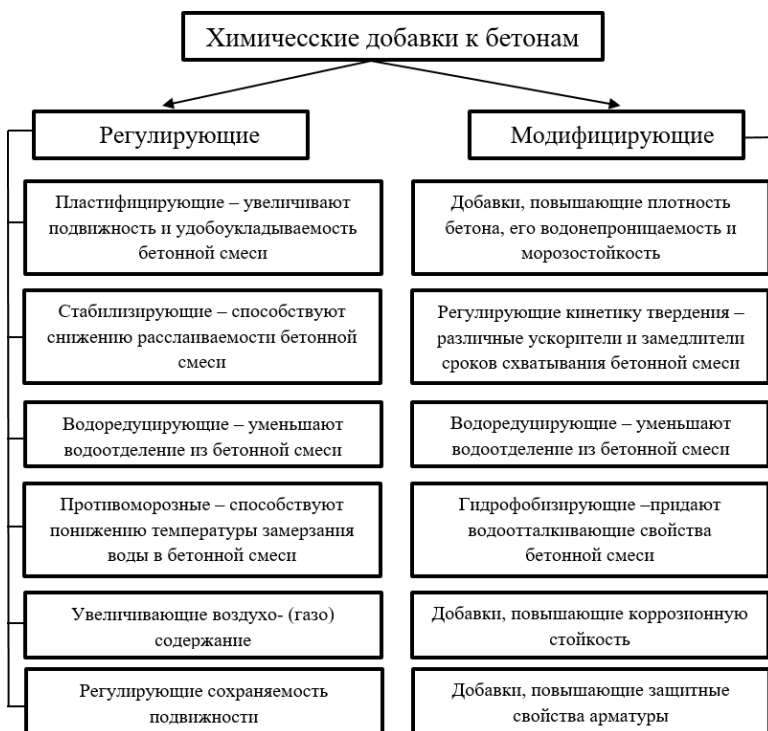 Химичесские добавки к бетонам
Регулирующие
Пластифицирующие – увеличивают
подвижность и удобоукладываемость
бетонной смеси
Стабилизирующие – способствуют
снижению расслаиваемости бетонной
смеси
Водоредуцирующие – уменьшают
водоотделение из бетонной смеси
Противоморозные – способствуют
понижению температуры замерзания
воды в бетонной смеси
Увеличивающие воздухо- (газо)
содержание
Регулирующие сохраняемость
подвижности
Модифицирующие
Добавки, повышающие плотность
бетона, его водонепроницаемость и
морозостойкость
Регулирующие кинетику твердения –
различные ускорители и замедлители
сроков схватывания бетонной смеси
Водоредуцирующие – уменьшают
водоотделение из бетонной смеси
Гидрофобизирующие –придают
водоотталкивающие свойства
бетонной смеси
Добавки, повышающие коррозионную
стойкость
Добавки, повышающие защитные
свойства арматуры